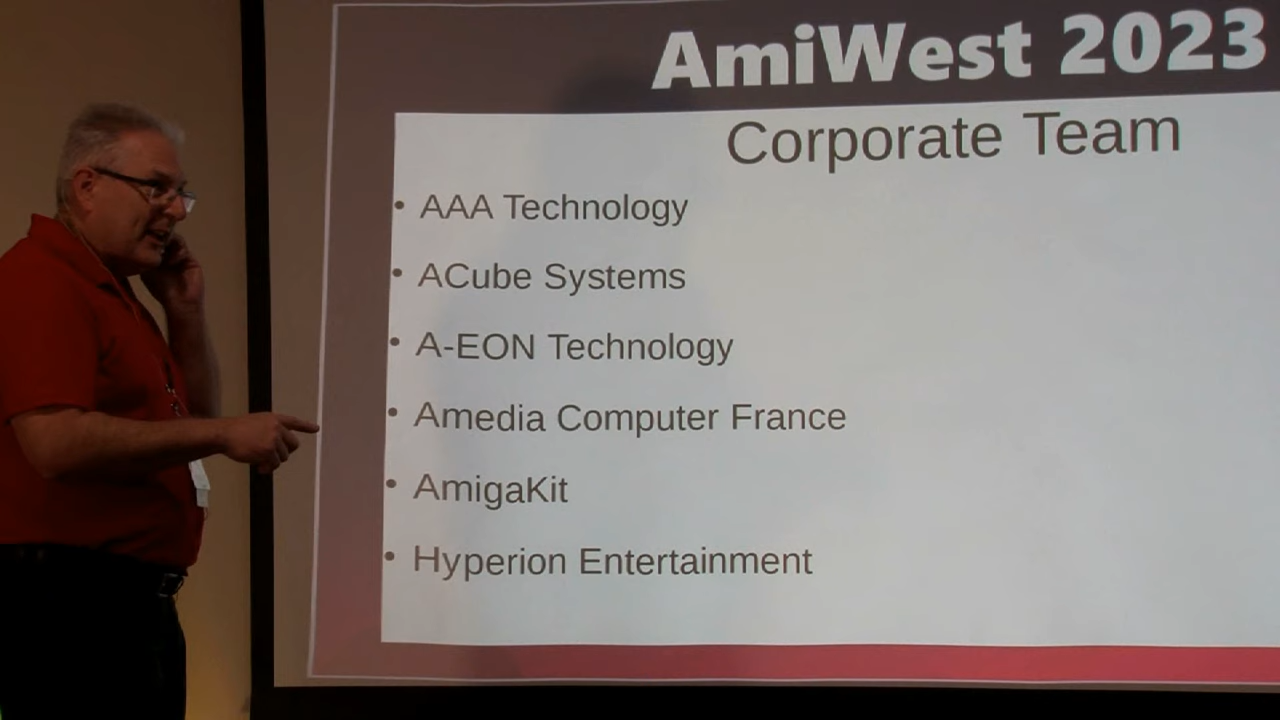 AmiWest 2023
Corporate Team
• AAA Technology
• ACube Systems
• A-EON Technology
• Amedia Computer France
• AmigaKit
• Hyperion Entertainment